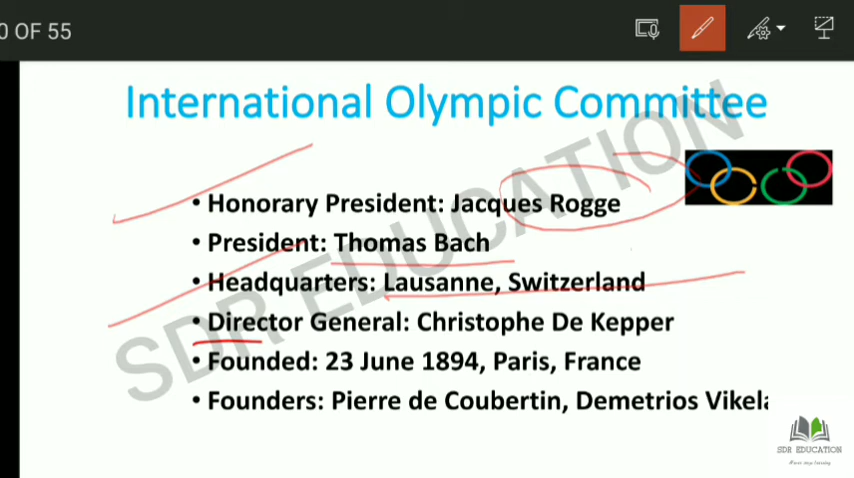 0 OF 55
International Olympic Committee
• Honorary President: Jacques Rogge
• President: Thomas Bach
• Headquarters: Lausanne, Switzerland
• Director General: Christophe De Kepper
• Founded: 23 June 1894, Paris, France
• Founders: Pierre de Coubertin, Demetrios Vikela
SDR EDUCATION
SDR EDUCATION